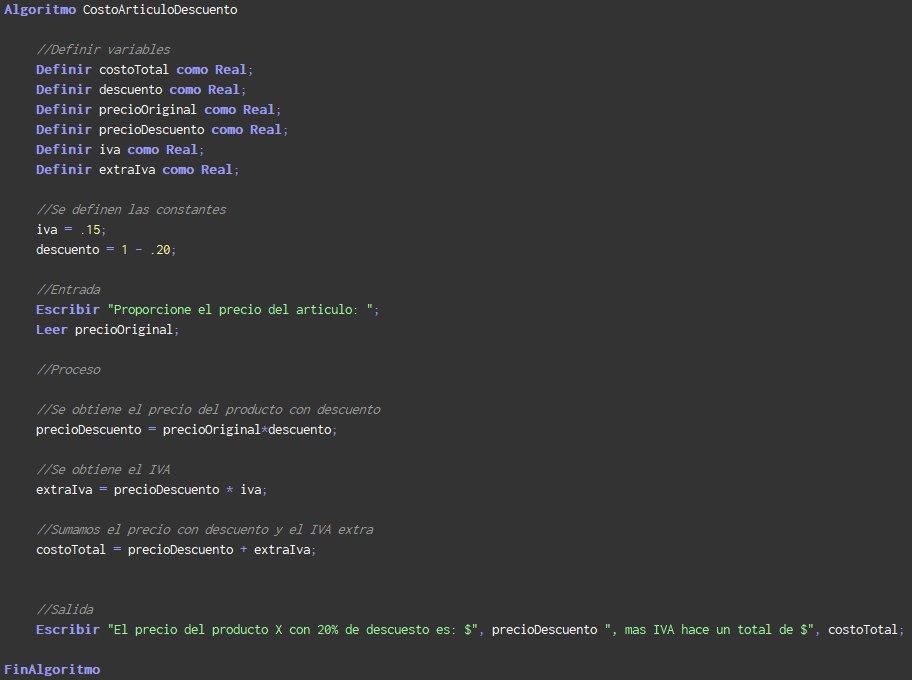 Algoritmo CostoArticuloDescuento
//Definir variables
Definir costoTotal como Real;
Definir descuento como Real;
Definir precioOriginal como Real;
Definir precioDescuento como Real;
Definir iva como Real;
Definir extraIva como Real;
//Se definen las constantes
iva = .15;
descuento = 1 - .20;
//Entrada
Escribir "Proporcione el precio del articulo: ";
Leer precioOriginal;
//Proceso
//Se obtiene el precio del producto con descuento
precioDescuento = precioOriginal*descuento;
//Se obtiene el IVA
extraIva = precioDescuento * iva;
//Sumamos el precio con descuento y el IVA extra
costoTotal = precioDescuento + extraIva;
//Salida
Escribir "El precio del producto X con 20% de descuesto es: $", precioDescuento ", mas IVA hace un total de $", costoTotal;
FinAlgoritmo